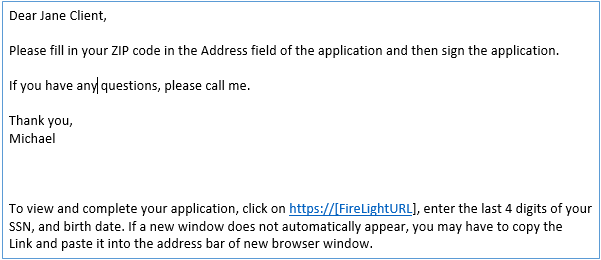 Dear Jane Client,
Please fill in your ZIP code in the Address field of the application and then sign the application.
If you have any questions, please call me.
Thank you,
Michael
To view and complete your application, click on https://[FireLightURL], enter the last 4 digits of your
SSN, and birth date. If a new window does not automatically appear, you may have to copy the
Link and paste it into the address bar of new browser window.